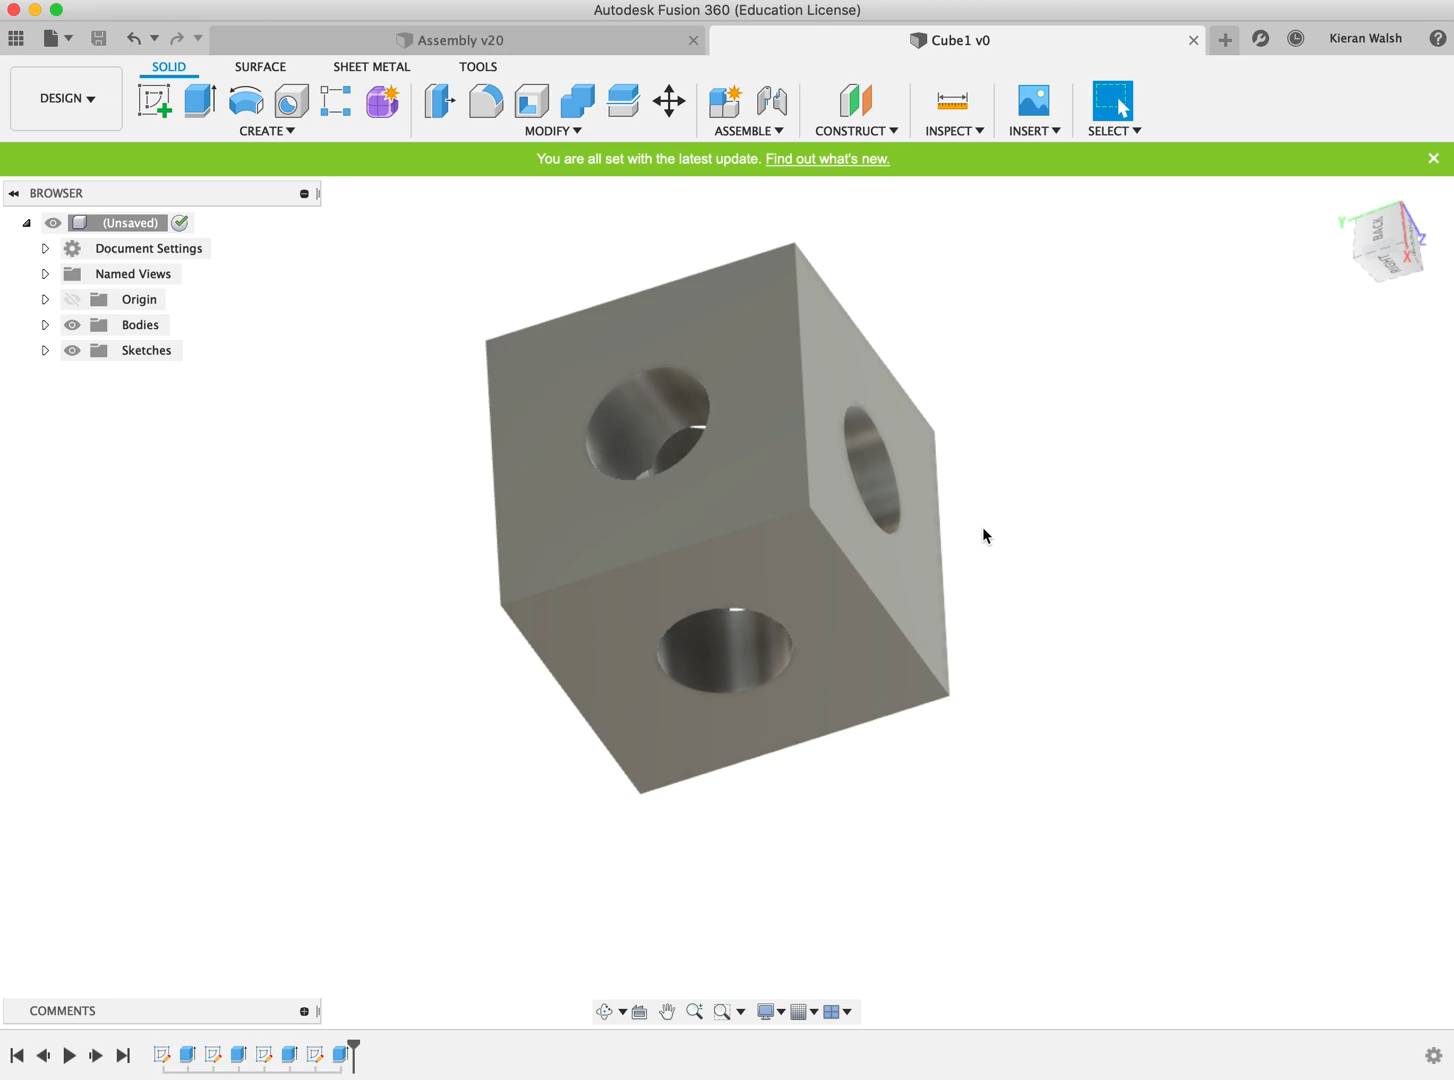 Autodesk Fusion 360 (Education License)
Assembly v20
Cube1 v0
Kieran Walsh
SOLID
SURFACE
SHEET METAL
TOOLS
DESIGN
CREATE
MODIFY
ASSEMBLE
CONSTRUCT
INSPECT
INSERT
SELECT
You are all set with the latest update. Find out what's new.
BROWSER
(Unsaved)
Document Settings
Named Views
Origin
Bodies
Sketches
Y
BACK
Z
X
RIGHT
COMMENTS